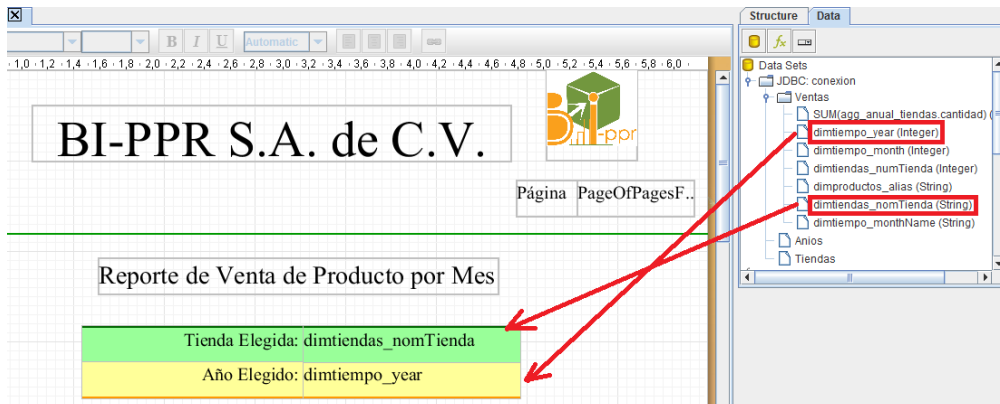 Structure Data
B I U Automatic
1,0 1,2 1,4 1,6 1,8 2,0 2,2 2,4 2,6 2,8 3,0 3,2 3,4 3,6 3,8 4,0 4,2 4,4 4,6 4,8 5,0 5,2 5,4 5,6 5,8 6,0
BI-PPR S.A. de C.V.
Bi-ppr
Página PageOfPagesF..
Reporte de Venta de Producto por Mes
Tienda Elegida: dimtiendas_nomTienda
Año Elegido: dimtiempo_year
Data Sets
JDBC: conexion
Ventas
SUM(agg_anual_tiendas.cantidad) (
dimtiempo_year (Integer)
dimtiempo_month (Integer)
dimtiendas_numTienda (Integer)
dimproductos_alias (String)
dimtiendas_nomTienda (String)
dimtiempo_monthName (String)
Anios
Tiendas